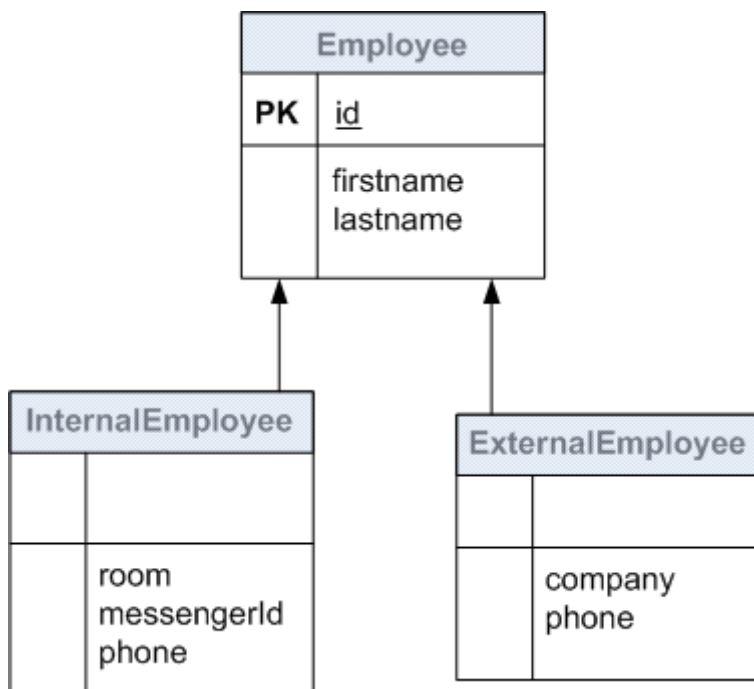 Employee
PK id
firstname
lastname
InternalEmployee
room
messengerId
phone
ExternalEmployee
company
phone